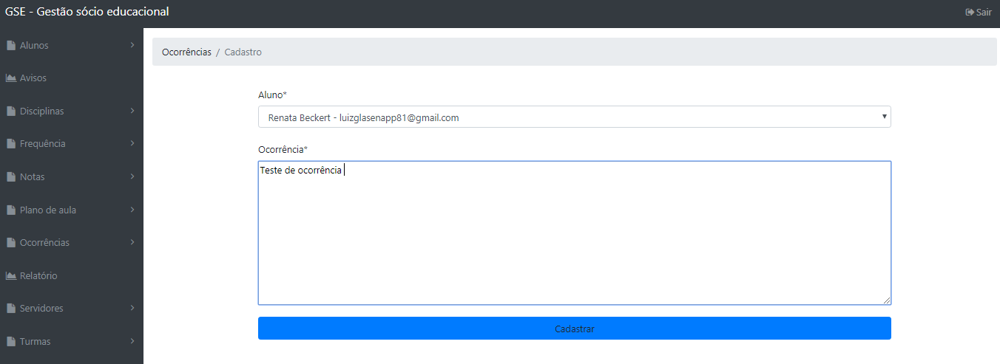 GSE - Gestão sócio educacional
Sair
Alunos
Avisos
Disciplinas
Frequência
Notas
Plano de aula
Ocorrências
Relatório
Servidores
Turmas
Ocorrências / Cadastro
Aluno*
Renata Beckert - luizglasenapp81@gmail.com
Ocorrência*
Teste de ocorrência
Cadastrar